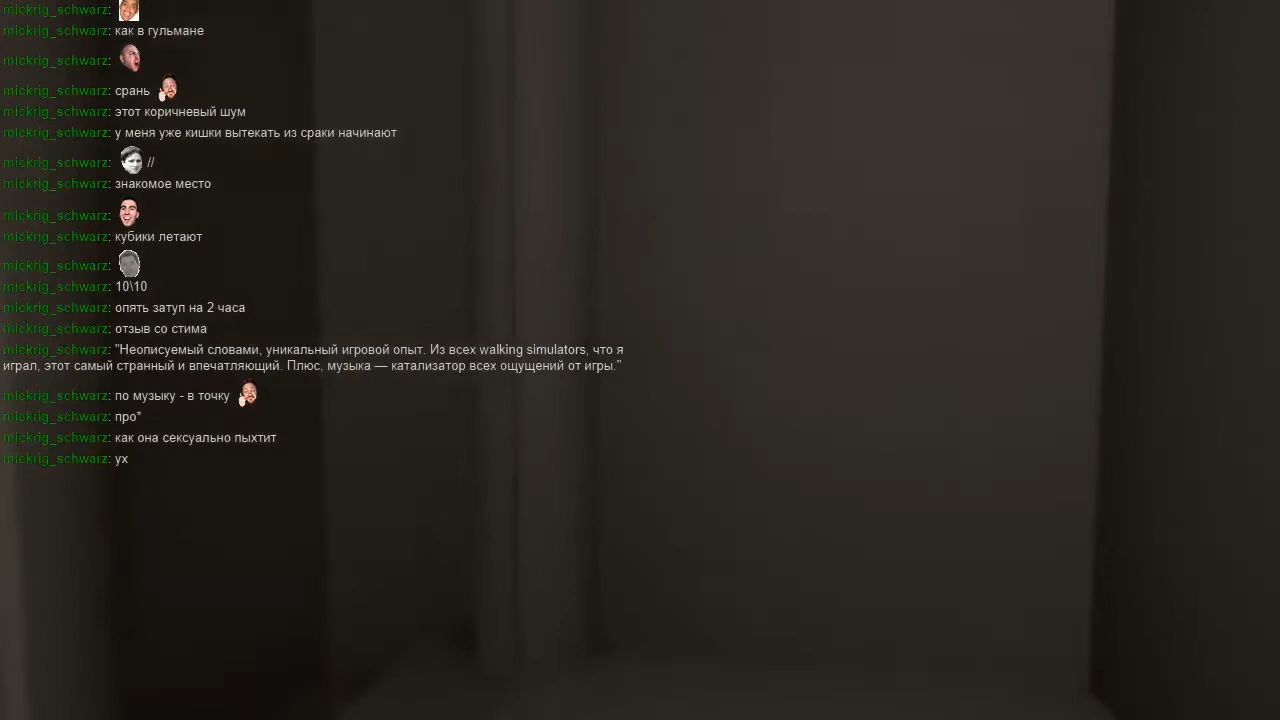 mickrig_schwarz:
mickrig_schwarz: как в гульмане
mickrig_schwarz:
mickrig_schwarz: срань
mickrig_schwarz: этот коричневый шум
mickrig_schwarz: у меня уже кишки вытекать из сраки начинают
mickrig_schwarz: //
mickrig_schwarz: знакомое место
mickrig_schwarz:
mickrig_schwarz: кубики летают
mickrig_schwarz:
mickrig_schwarz: 10\10
mickrig_schwarz: опять затуп на 2 часа
mickrig_schwarz: отзыв со стима
mickrig_schwarz: "Неописуемый словами, уникальный игровой опыт. Из всех walking simulators, что я
играл, этот самый странный и впечатляющий. Плюс, музыка — катализатор всех ощущений от игры."
mickrig_schwarz: по музыку - в точку
mickrig_schwarz: про*
mickrig_schwarz: как она сексуально пыхтит
mickrig_schwarz: ух